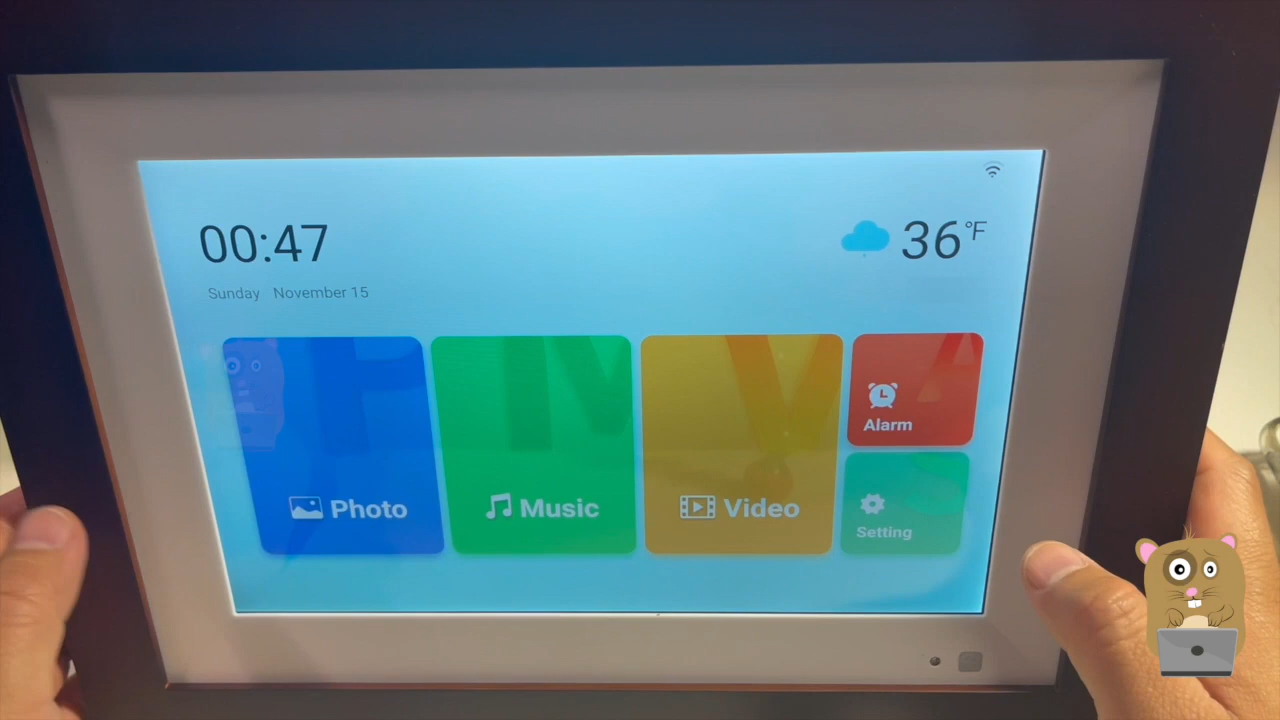 00:47
36°F
Sunday November 15
P
M
V
A
Alarm
Photo
Music
Video
Setting